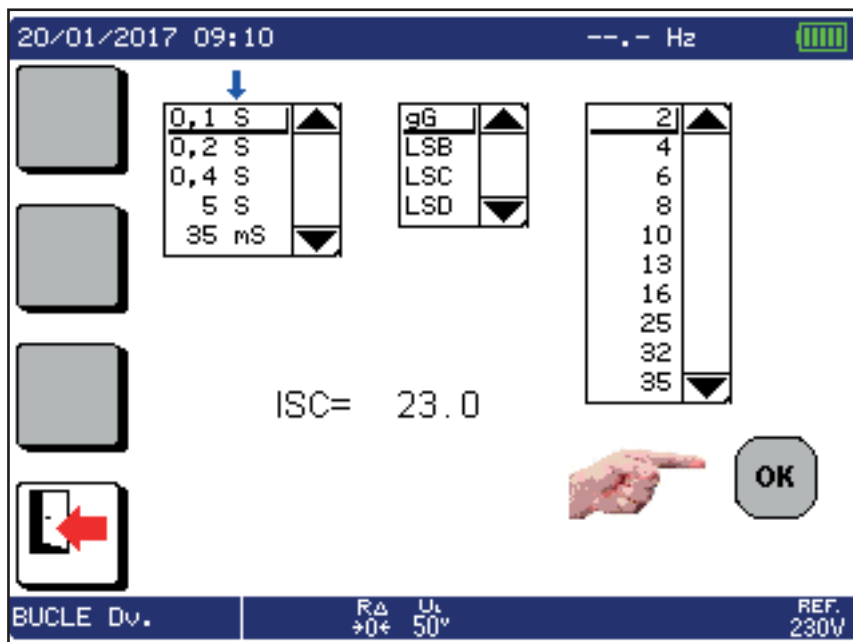 20/01/2017 09:10 --.- Hz
0,1 S
0,2 S
0,4 S
5 S
35 mS
gG
LSB
LSC
LSD
2
4
6
8
10
13
16
25
32
35
ISC= 23.0
OK
BUCLE Dv.
R△ UL
→0← 50v
REF.
230V